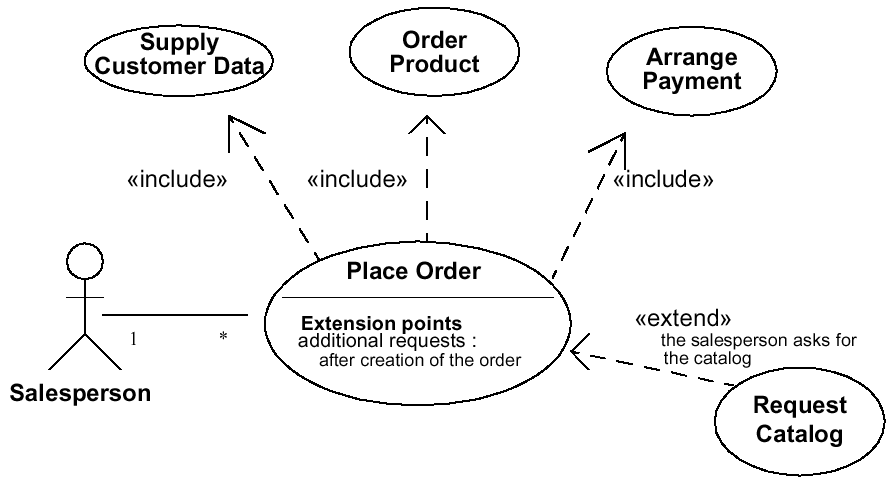 Supply
Customer Data
Order
Product
Arrange
Payment
«include»
«include»
«include»
Place Order
Extension points
additional requests :
after creation of the order
1
*
Salesperson
«extend»
the salesperson asks for
the catalog
Request
Catalog